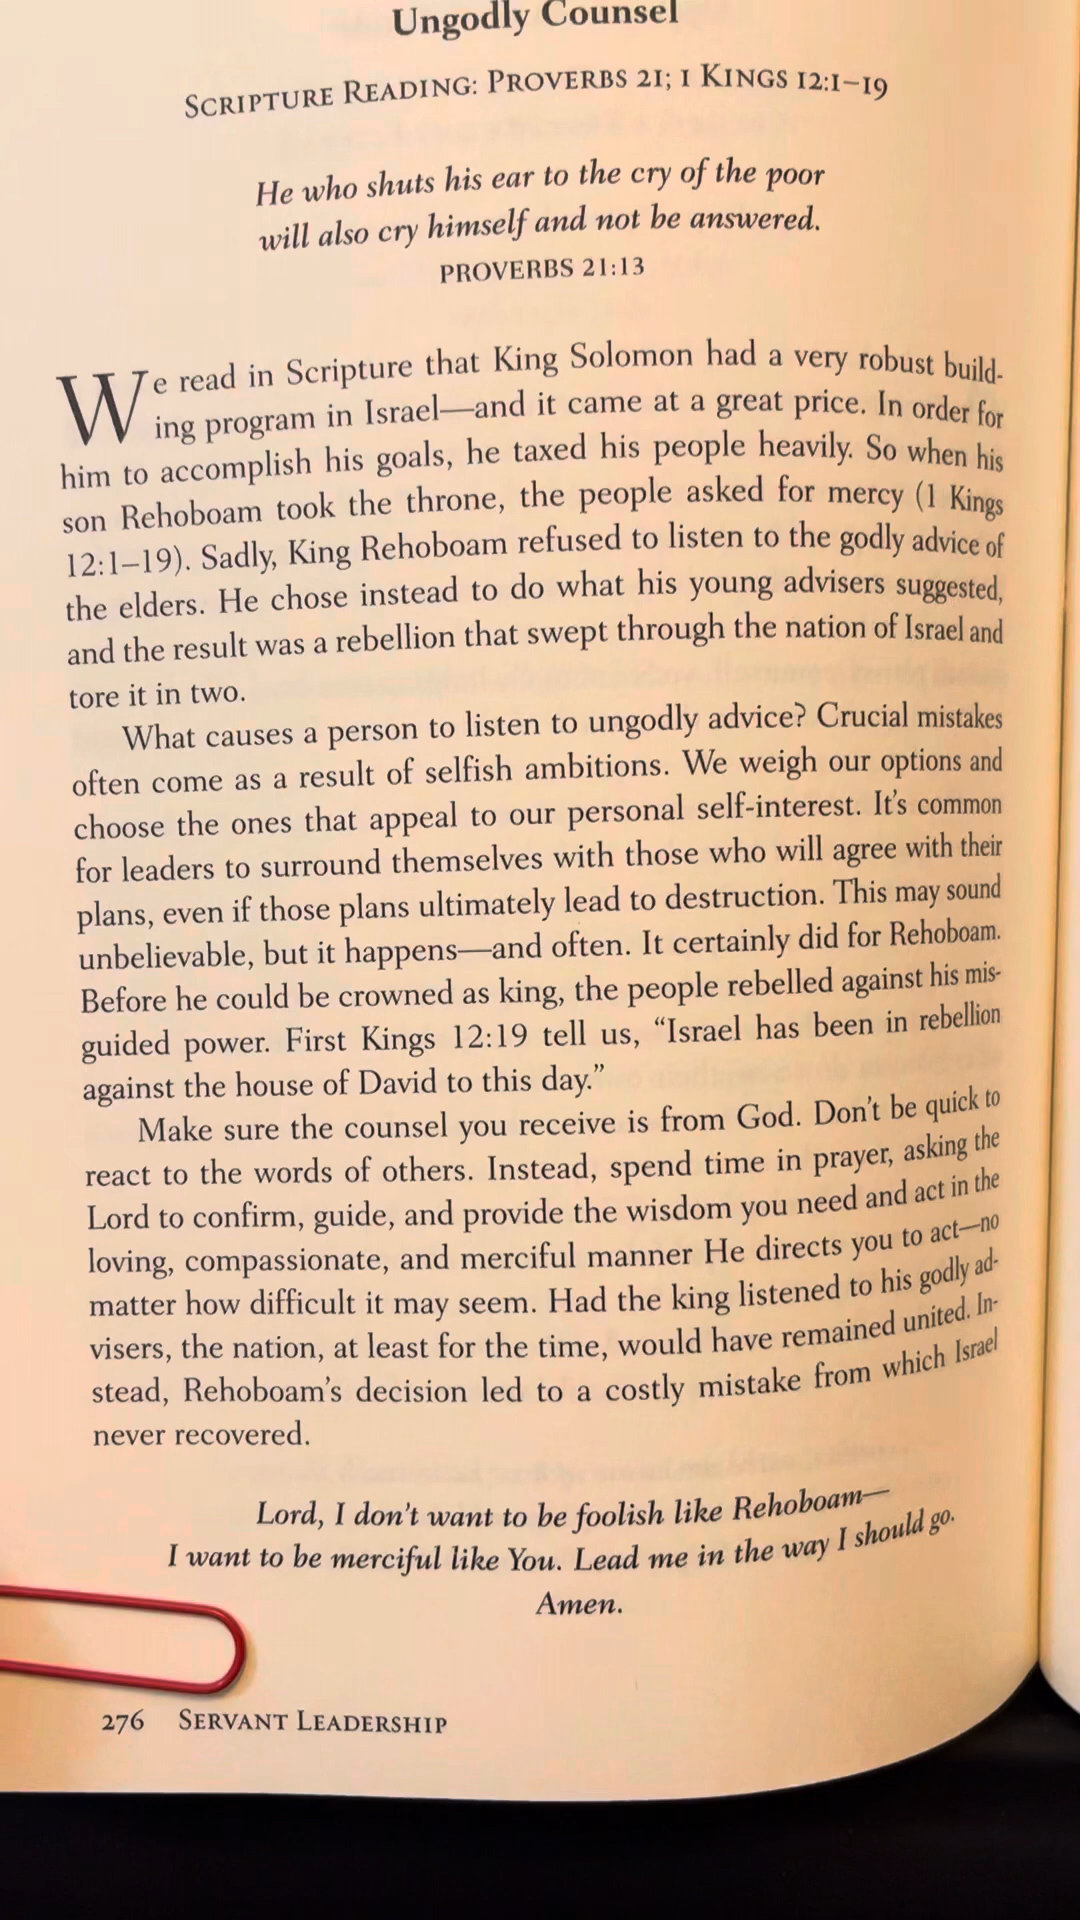 Ungodly Counsel
Scripture Reading: Proverbs 21; 1 Kings 12:1–19
He who shuts his ear to the cry of the poor
will also cry himself and not be answered.
PROVERBS 21:13
We read in Scripture that King Solomon had a very robust build-
ing program in Israel—and it came at a great price. In order for
him to accomplish his goals, he taxed his people heavily. So when his
son Rehoboam took the throne, the people asked for mercy (1 Kings
12:1–19). Sadly, King Rehoboam refused to listen to the godly advice of
the elders. He chose instead to do what his young advisers suggested,
and the result was a rebellion that swept through the nation of Israel and
tore it in two.
What causes a person to listen to ungodly advice? Crucial mistakes
often come as a result of selfish ambitions. We weigh our options and
choose the ones that appeal to our personal self-interest. It's common
for leaders to surround themselves with those who will agree with their
plans, even if those plans ultimately lead to destruction. This may sound
unbelievable, but it happens—and often. It certainly did for Rehoboam.
Before he could be crowned as king, the people rebelled against his mis-
guided power. First Kings 12:19 tell us, “Israel has been in rebellion
against the house of David to this day.”
Make sure the counsel you receive is from God. Don't be quick to
react to the words of others. Instead, spend time in prayer, asking the
Lord to confirm, guide, and provide the wisdom you need and act in the
loving, compassionate, and merciful manner He directs you to act—no
matter how difficult it may seem. Had the king listened to his godly ad-
visers, the nation, at least for the time, would have remained united. In-
stead, Rehoboam's decision led to a costly mistake from which Israel
never recovered.
Lord, I don't want to be foolish like Rehoboam—
I want to be merciful like You. Lead me in the way I should go.
Amen.
276 Servant Leadership